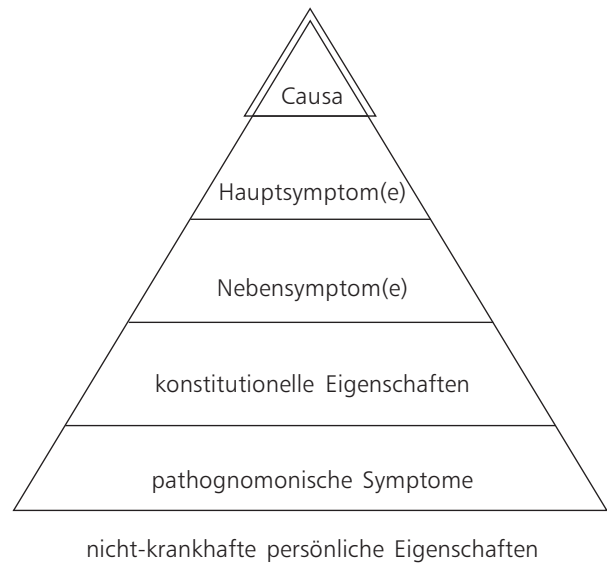 Causa
Hauptsymptom(e)
Nebensymptom(e)
konstitutionelle Eigenschaften
pathognomonische Symptome
nicht-krankhafte persönliche Eigenschaften